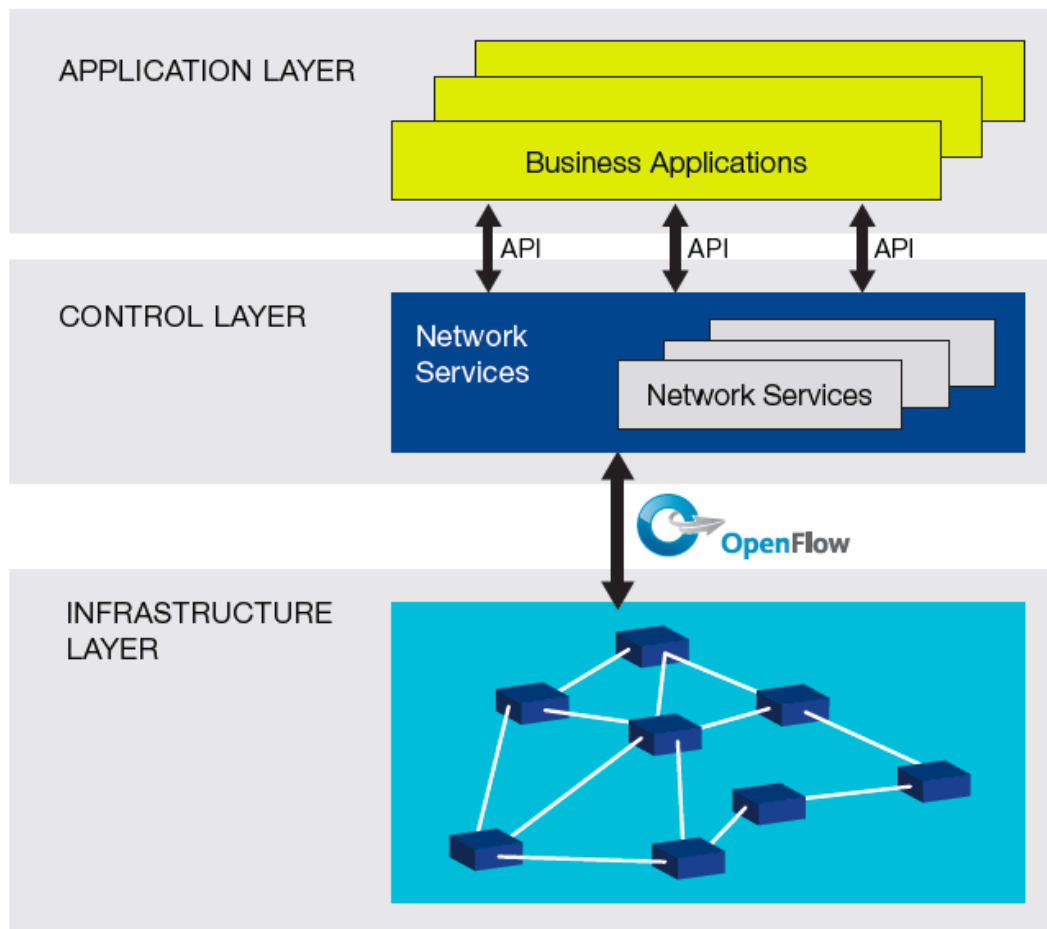 APPLICATION LAYER
Business Applications
API
API
API
CONTROL LAYER
Network
Services
Network Services
OpenFlow
INFRASTRUCTURE
LAYER